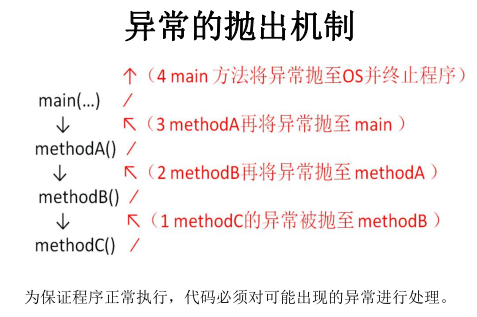 异常的抛出机制
↑（4 main 方法将异常抛至OS并终止程序）
main(…) /
↓ ↖（3 methodA再将异常抛至 main ）
methodA() /
↓ ↖（2 methodB再将异常抛至 methodA ）
methodB() /
↓ ↖（1 methodC的异常被抛至 methodB ）
methodC() /
为保证程序正常执行，代码必须对可能出现的异常进行处理。